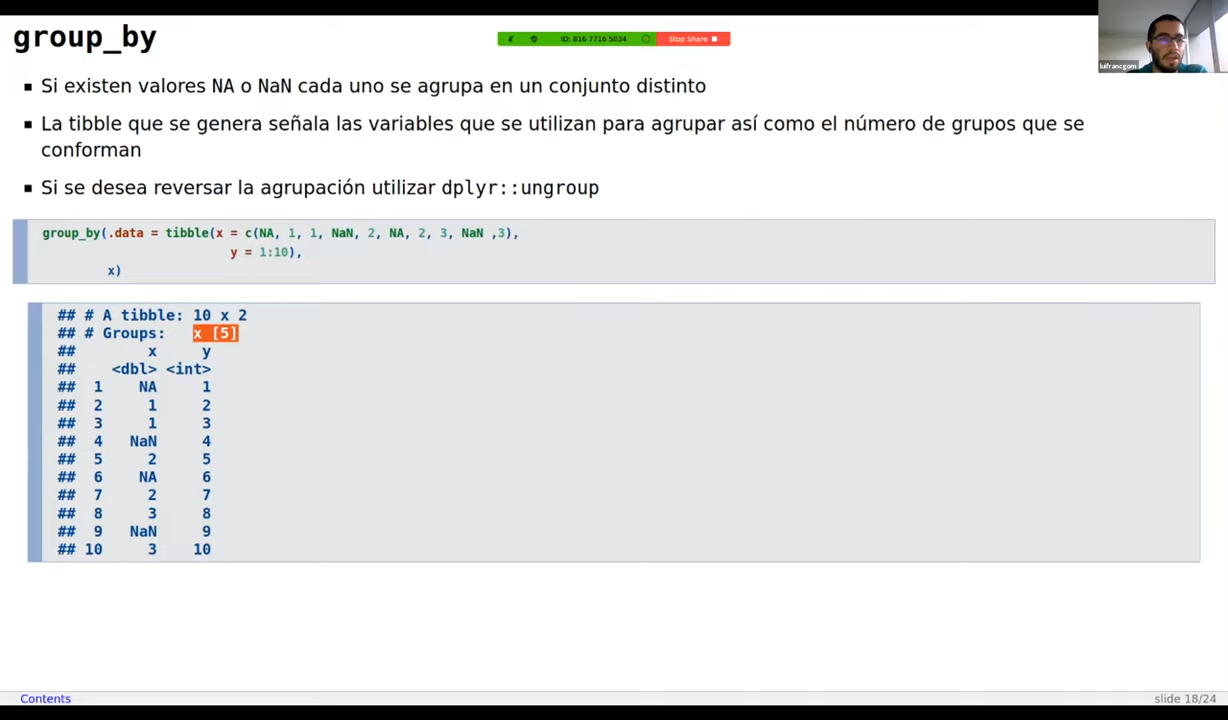 group_by
ID: 816 7716 5034
Stop Share
luifrancgom
▪ Si existen valores NA o NaN cada uno se agrupa en un conjunto distinto
▪ La tibble que se genera señala las variables que se utilizan para agrupar así como el número de grupos que se
conforman
▪ Si se desea reversar la agrupación utilizar dplyr::ungroup
group_by(.data = tibble(x = c(NA, 1, 1, NaN, 2, NA, 2, 3, NaN ,3),
y = 1:10),
x)
## # A tibble: 10 x 2
## # Groups: x [5]
## x y
## <dbl> <int>
## 1 NA 1
## 2 1 2
## 3 1 3
## 4 NaN 4
## 5 2 5
## 6 NA 6
## 7 2 7
## 8 3 8
## 9 NaN 9
## 10 3 10
Contents
slide 18/24